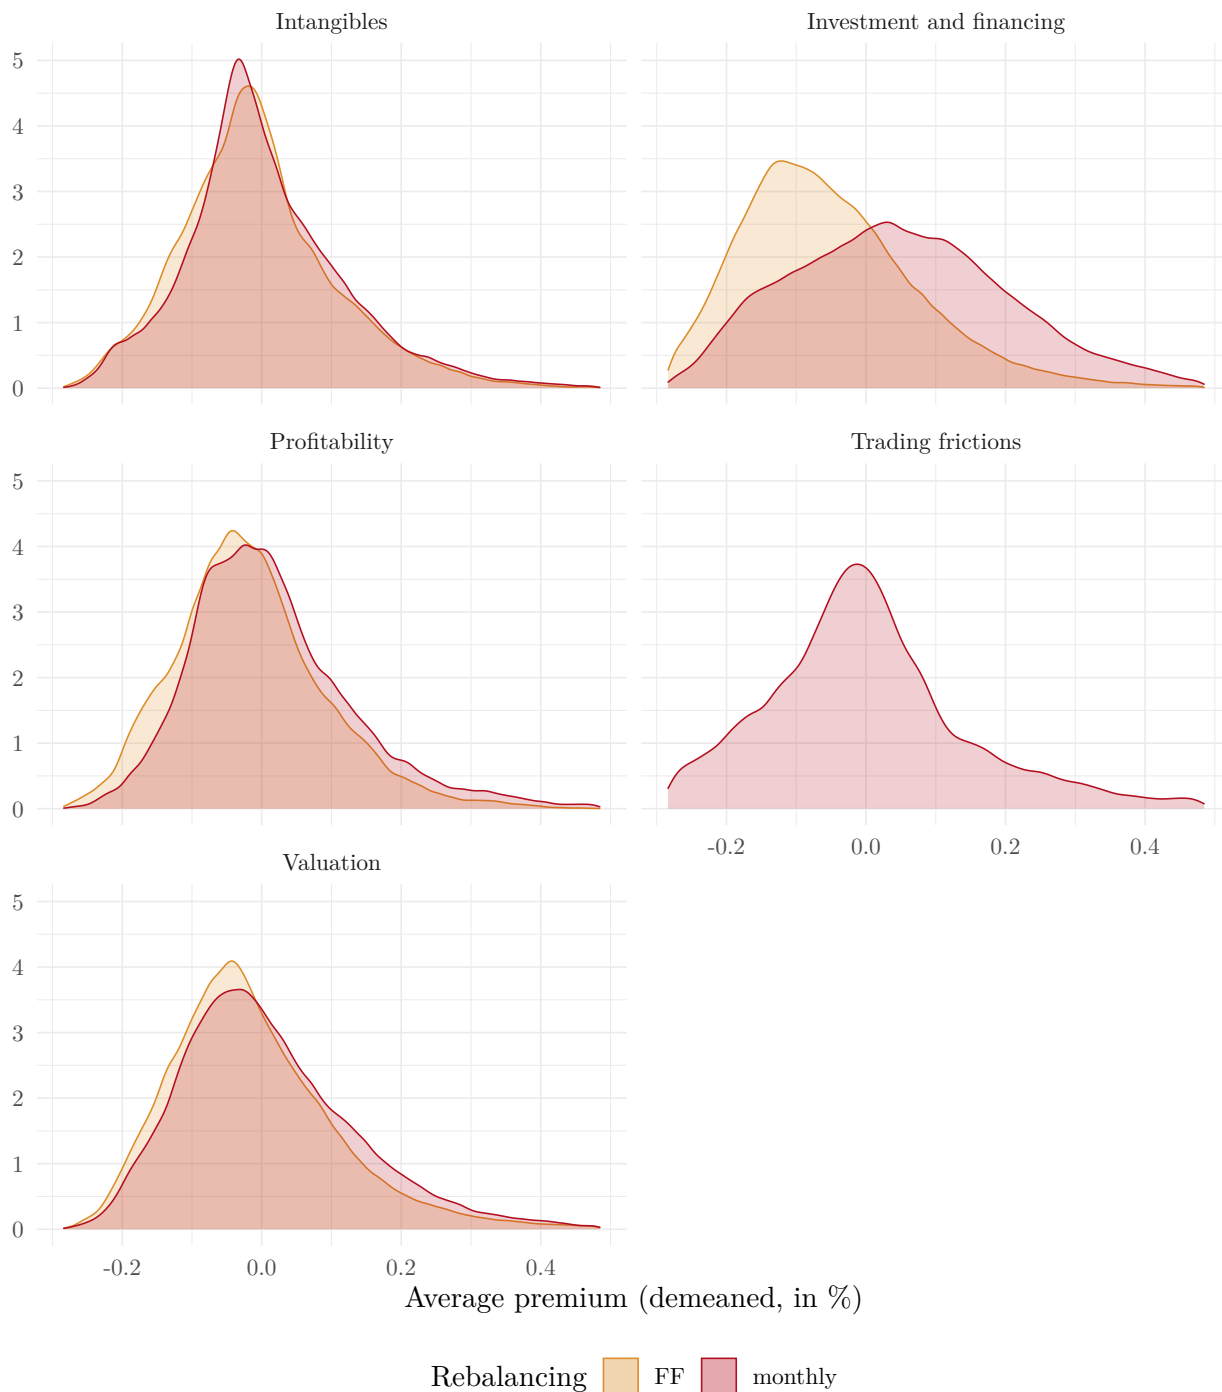 Intangibles
Investment and financing
5
4
3
2
1
0
Profitability
Trading frictions
5
4
3
2
1
0
-0.2 0.0 0.2 0.4
Valuation
5
4
3
2
1
0
-0.2 0.0 0.2 0.4
Average premium (demeaned, in %)
Rebalancing FF monthly